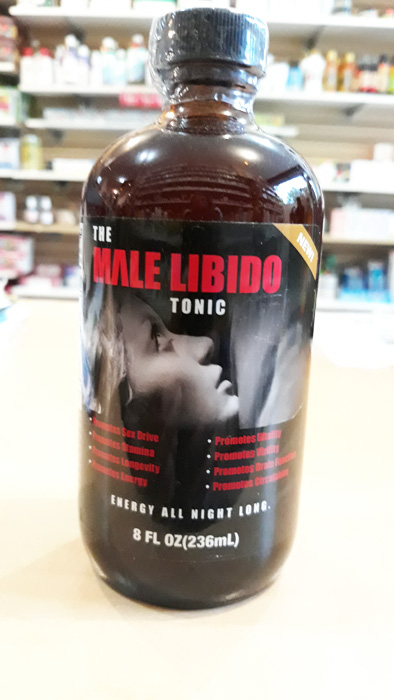 THE
MALE LIBIDO
TONIC
NEW!
• Promotes Sex Drive
• Promotes Stamina
• Promotes Longevity
• Promotes Energy
• Promotes
• Promotes Virility
• Promotes
• Promotes Circulation
ENERGY ALL NIGHT LONG.
8 FL OZ(236mL)